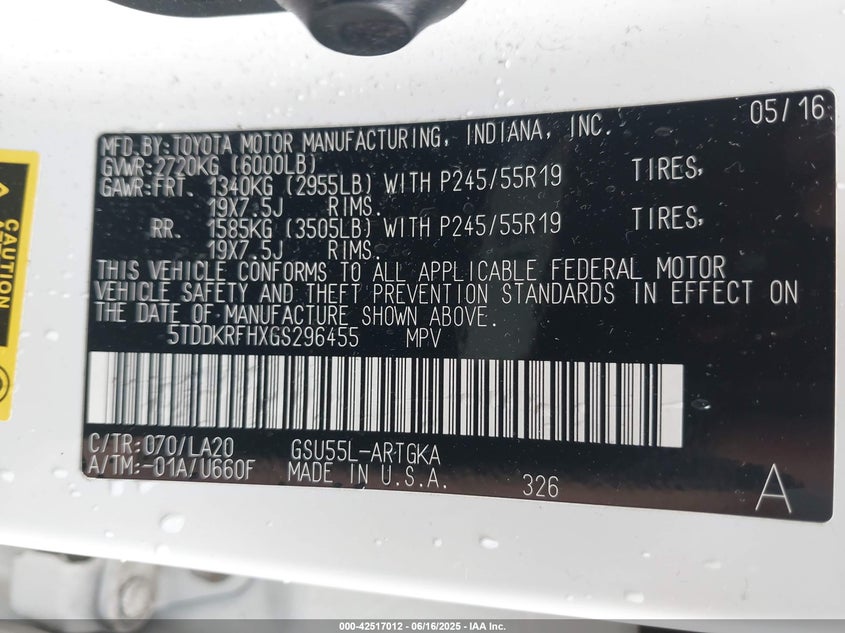 05/16
MFD.BY:TOYOTA MOTOR MANUFACTURING, INDIANA, INC.
GVWR:2720KG (6000LB)
GAWR:FRT. 1340KG (2955LB) WITH P245/55R19 TIRES,
19X7.5J RIMS.
RR. 1585KG (3505LB) WITH P245/55R19 TIRES,
19X7.5J RIMS.
THIS VEHICLE CONFORMS TO ALL APPLICABLE FEDERAL MOTOR
VEHICLE SAFETY AND THEFT PREVENTION STANDARDS IN EFFECT ON
THE DATE OF MANUFACTURE SHOWN ABOVE.
5TDDKRFHXGS296455 MPV
C/TR:070/LA20 GSU55L-ARTGKA
A/TM:-01A/U660F MADE IN U.S.A. 326 A
CAUTION
000-42517012 - 06/16/2025 - IAA Inc.